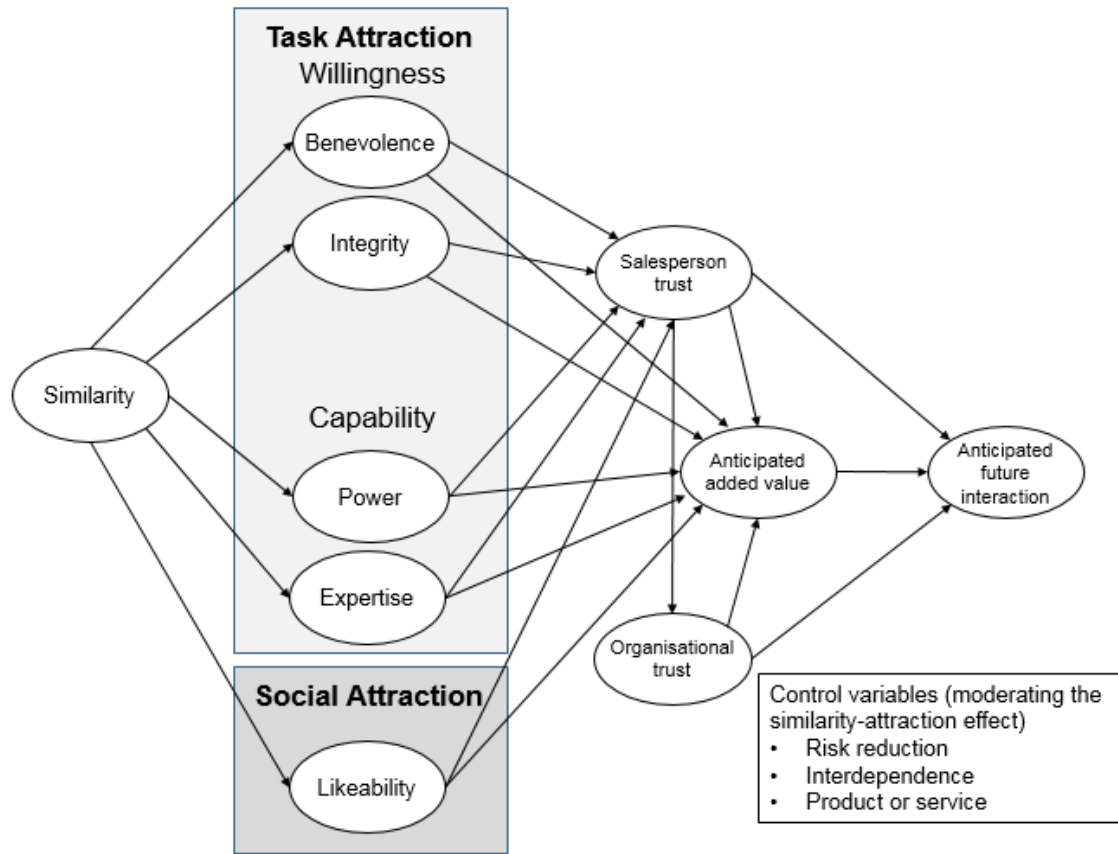 Task Attraction
Willingness
Benevolence
Integrity
Similarity
Capability
Power
Expertise
Social Attraction
Likeability
Salesperson
trust
Anticipated
added value
Anticipated
future
interaction
Organisational
trust
Control variables (moderating the
similarity-attraction effect)
• Risk reduction
• Interdependence
• Product or service